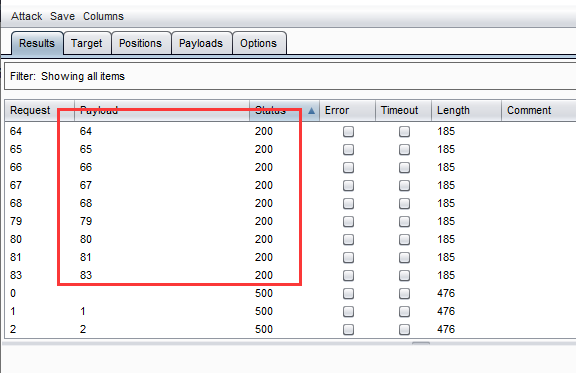 Attack Save Columns
Results Target Positions Payloads Options
Filter: Showing all items
Request Payload Status Error Timeout Length Comment
64 64 200 185
65 65 200 185
66 66 200 185
67 67 200 185
68 68 200 185
79 79 200 185
80 80 200 185
81 81 200 185
83 83 200 185
0 500 476
1 1 500 476
2 2 500 476